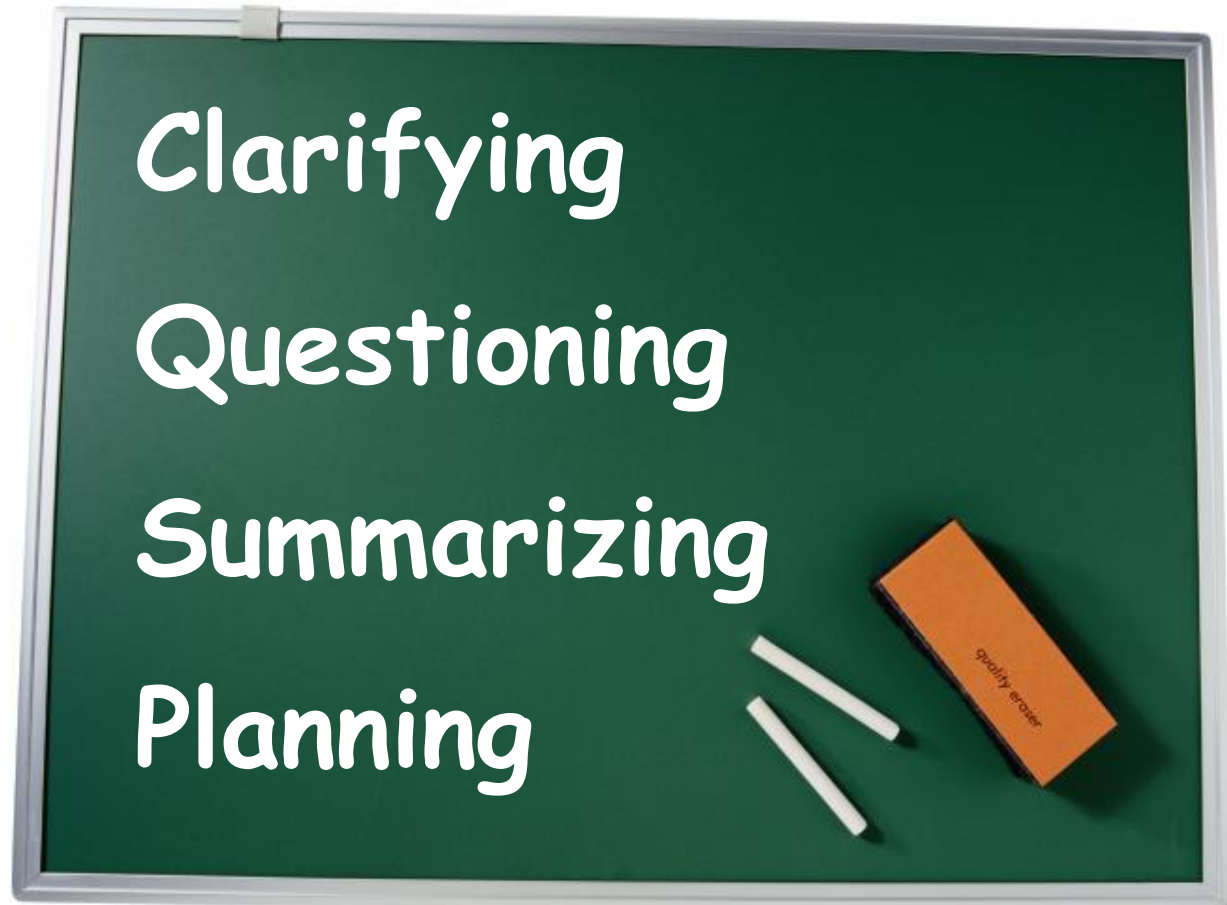 Clarifying
Questioning
Summarizing
Planning
quality eraser